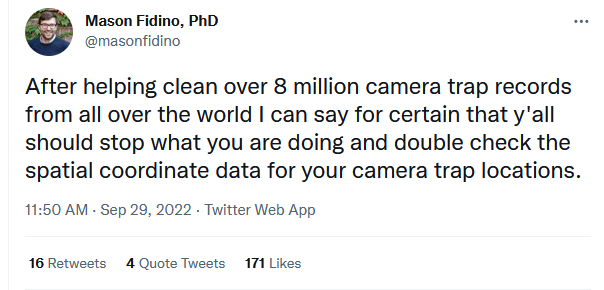 Mason Fidino, PhD
@masonfidino
After helping clean over 8 million camera trap records
from all over the world I can say for certain that y'all
should stop what you are doing and double check the
spatial coordinate data for your camera trap locations.
11:50 AM · Sep 29, 2022 · Twitter Web App
16 Retweets 4 Quote Tweets 171 Likes